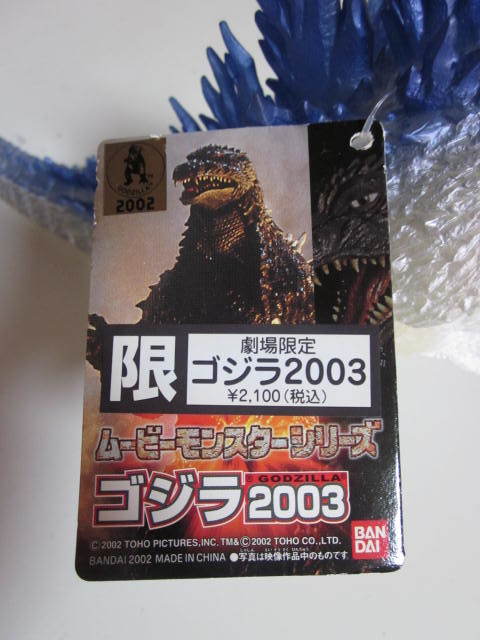 GODZILLA
2002
限
劇場限定
ゴジラ2003
¥2,100(税込)
ムービーモンスターシリーズ
GODZILLA
ゴジラ2003
©2002 TOHO PICTURES,INC. TM&©2002 TOHO CO.,LTD.
BANDAI 2002 MADE IN CHINA ●写真は映像作品中のものです
BAN
DAI